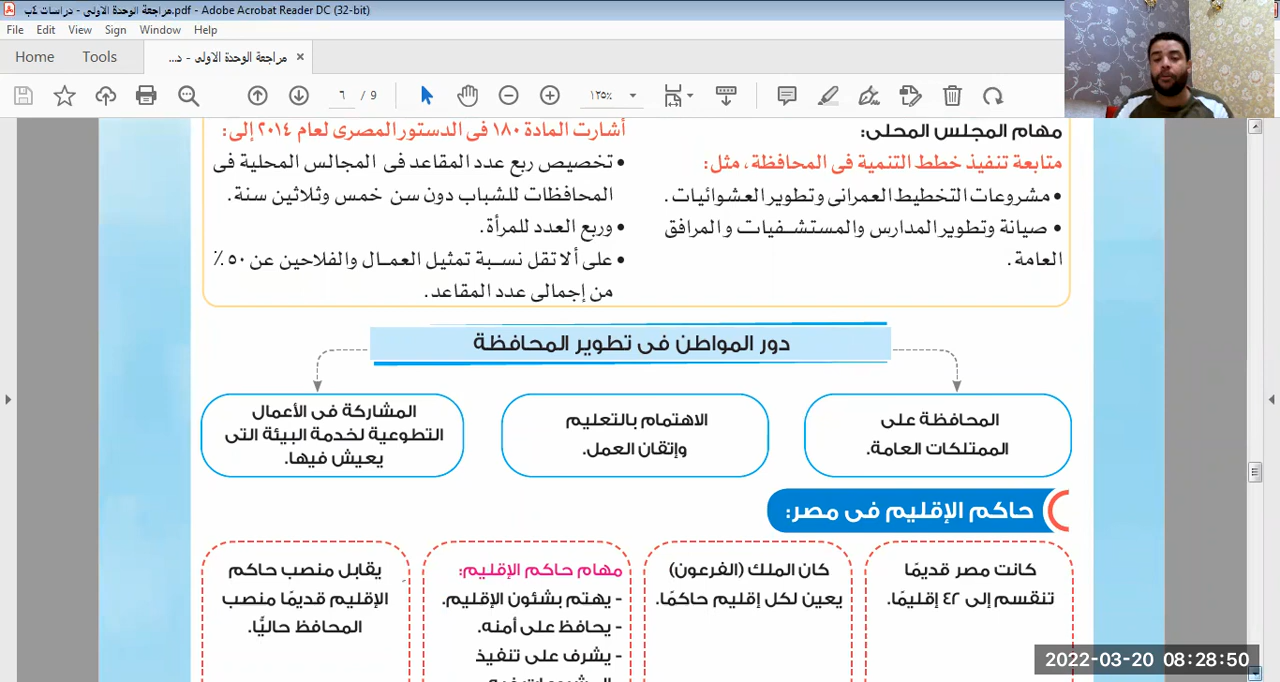 مراجعة الوحدة الاولى - دراسات ٤ب.pdf - Adobe Acrobat Reader DC (32-bit)
File Edit View Sign Window Help
Home Tools مراجعة الوحدة الاولى - د... ×
٦ / 9 ١٢٥%
مهام المجلس المحلى:
متابعة تنفيذ خطط التنمية فى المحافظة، مثل:
• مشروعات التخطيط العمرانى وتطوير العشوائيات.
• صيانة وتطوير المدارس والمستشفيات والمرافق
العامة.
أشارت المادة ١٨٠ فى الدستور المصرى لعام ٢٠١٤ إلى:
• تخصيص ربع عدد المقاعد فى المجالس المحلية فى
المحافظات للشباب دون سن خمس وثلاثين سنة.
• وربع العدد للمرأة.
• على ألا تقل نسبة تمثيل العمال والفلاحين عن ٥٠٪
من إجمالى عدد المقاعد.
دور المواطن فى تطوير المحافظة
المحافظة على
الممتلكات العامة.
الاهتمام بالتعليم
وإتقان العمل.
المشاركة فى الأعمال
التطوعية لخدمة البيئة التى
يعيش فيها.
حاكم الإقليم فى مصر:
كانت مصر قديمًا
تنقسم إلى ٤٢ إقليمًا.
كان الملك (الفرعون)
يعين لكل إقليم حاكمًا.
مهام حاكم الإقليم:
- يهتم بشئون الإقليم.
- يحافظ على أمنه.
- يشرف على تنفيذ
يقابل منصب حاكم
الإقليم قديمًا منصب
المحافظ حاليًّا.
2022-03-20 08:28:50